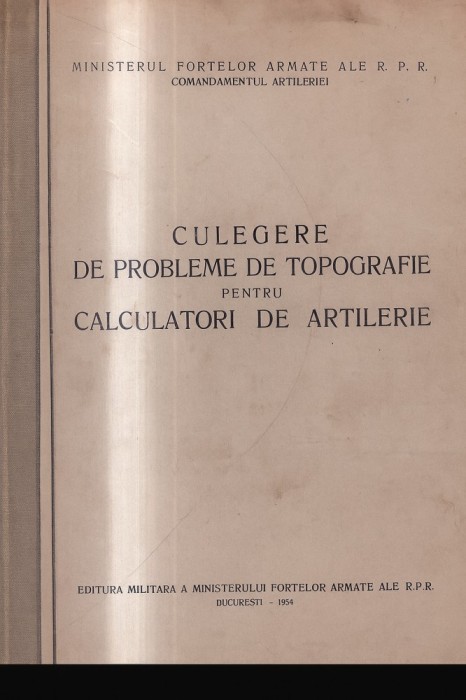 MINISTERUL FORTELOR ARMATE ALE R. P. R.
COMANDAMENTUL ARTILERIEI
CULEGERE
DE PROBLEME DE TOPOGRAFIE
PENTRU
CALCULATORI DE ARTILERIE
EDITURA MILITARA A MINISTERULUI FORTELOR ARMATE ALE R.P.R.
BUCUREȘTI - 1954